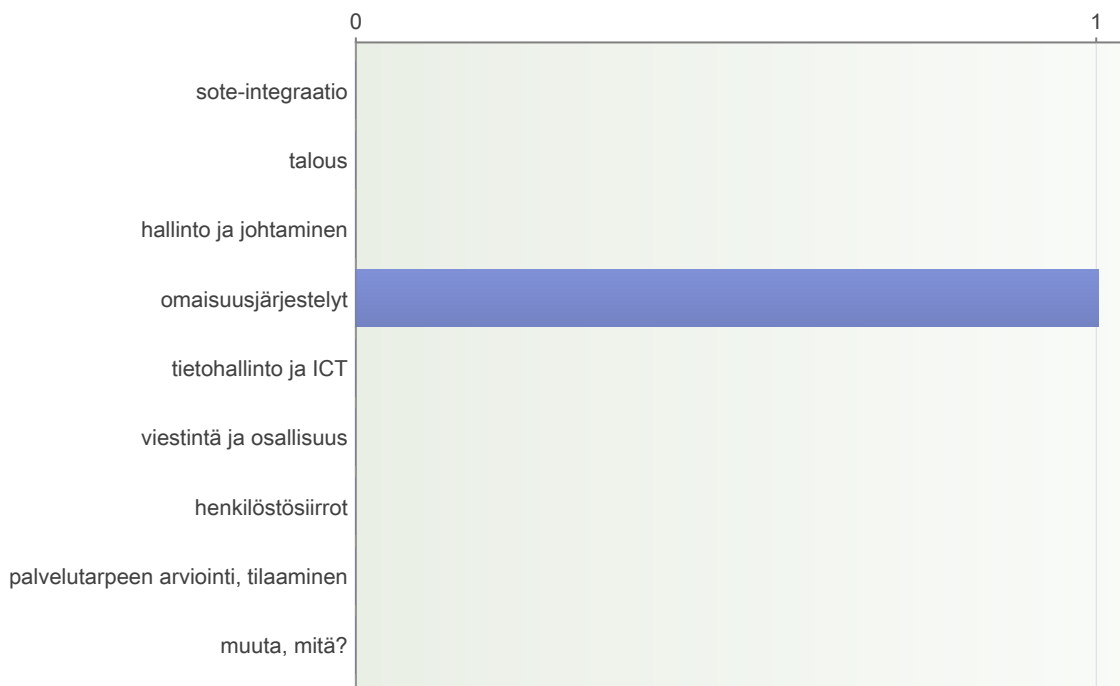 0 1
sote-integraatio
talous
hallinto ja johtaminen
omaisuusjärjestelyt
tietohallinto ja ICT
viestintä ja osallisuus
henkilöstösiirrot
palvelutarpeen arviointi, tilaaminen
muuta, mitä?